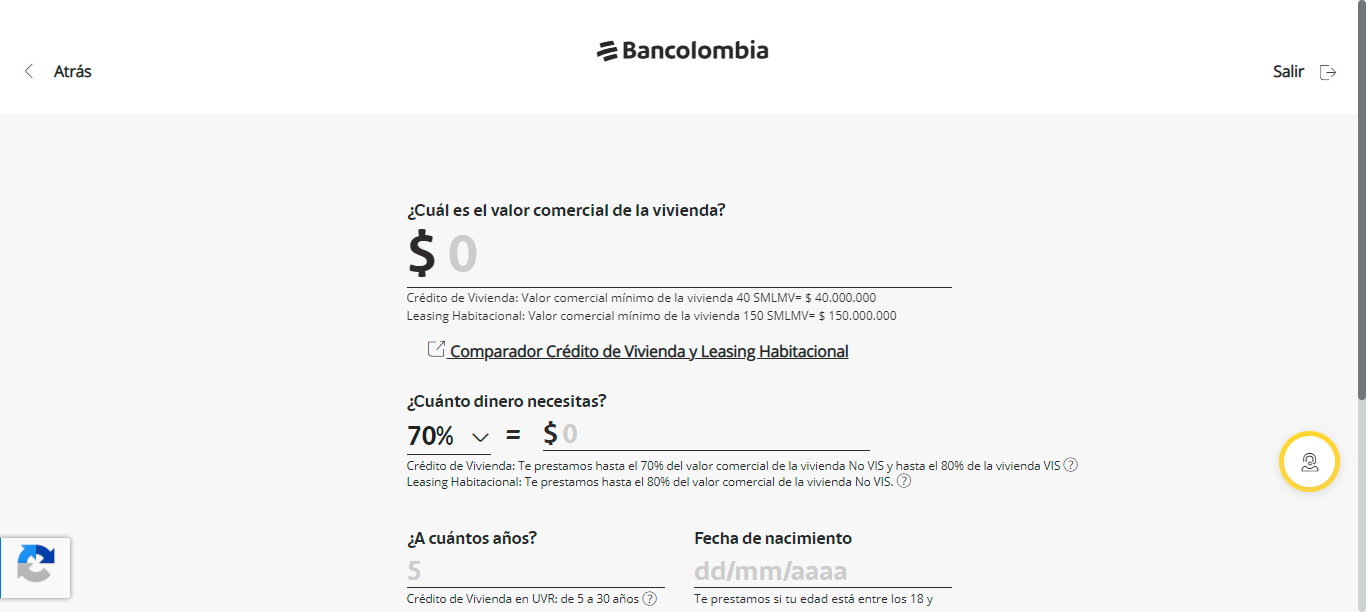 Bancolombia
Atrás
Salir
¿Cuál es el valor comercial de la vivienda?
$ 0
Crédito de Vivienda: Valor comercial mínimo de la vivienda 40 SMLMV= $ 40.000.000
Leasing Habitacional: Valor comercial mínimo de la vivienda 150 SMLMV= $ 150.000.000
Comparador Crédito de Vivienda y Leasing Habitacional
¿Cuánto dinero necesitas?
70% = $ 0
Crédito de Vivienda: Te prestamos hasta el 70% del valor comercial de la vivienda No VIS y hasta el 80% de la vivienda VIS ?
Leasing Habitacional: Te prestamos hasta el 80% del valor comercial de la vivienda No VIS. ?
¿A cuántos años?
5
Crédito de Vivienda en UVR: de 5 a 30 años ?
Fecha de nacimiento
dd/mm/aaaa
Te prestamos si tu edad está entre los 18 y